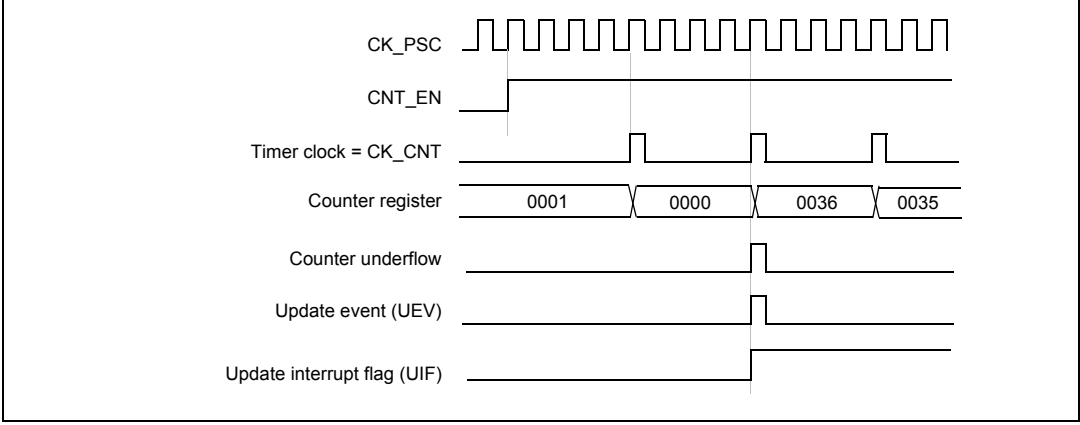 CK_PSC
CNT_EN
Timer clock = CK_CNT
Counter register 0001 0000 0036 0035
Counter underflow
Update event (UEV)
Update interrupt flag (UIF)